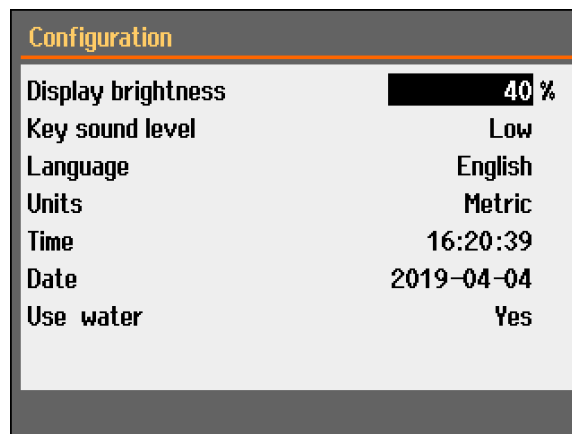 Configuration
Display brightness 40 %
Key sound level Low
Language English
Units Metric
Time 16:20:39
Date 2019-04-04
Use water Yes